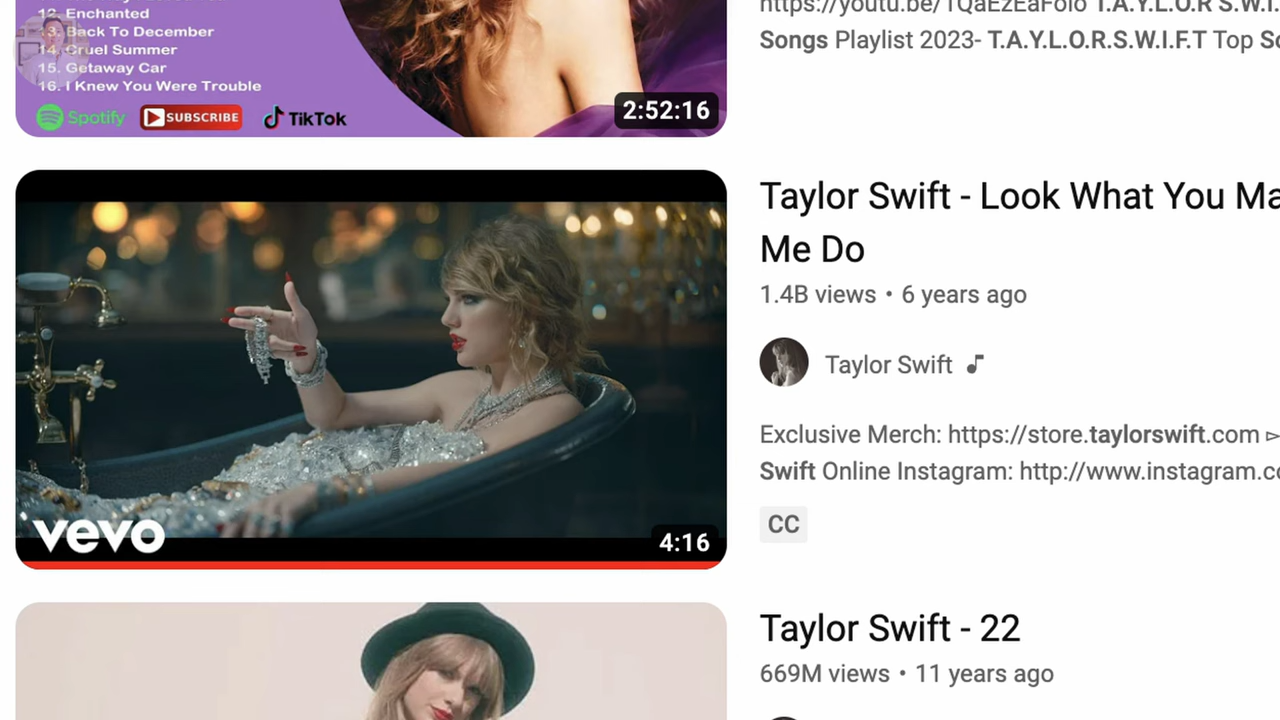 12. Enchanted
13. Back To December
14. Cruel Summer
15. Getaway Car
16. I Knew You Were Trouble
Spotify
SUBSCRIBE
TikTok
2:52:16
T.A.Y.L.O.R S.W.I.
Songs Playlist 2023- T.A.Y.L.O.R.S.W.I.F.T Top So
vevo
4:16
Taylor Swift - Look What You Ma
Me Do
1.4B views • 6 years ago
Taylor Swift
Exclusive Merch: https://store.taylorswift.com ▻
Swift Online Instagram: http://www.instagram.co
CC
Taylor Swift - 22
669M views • 11 years ago